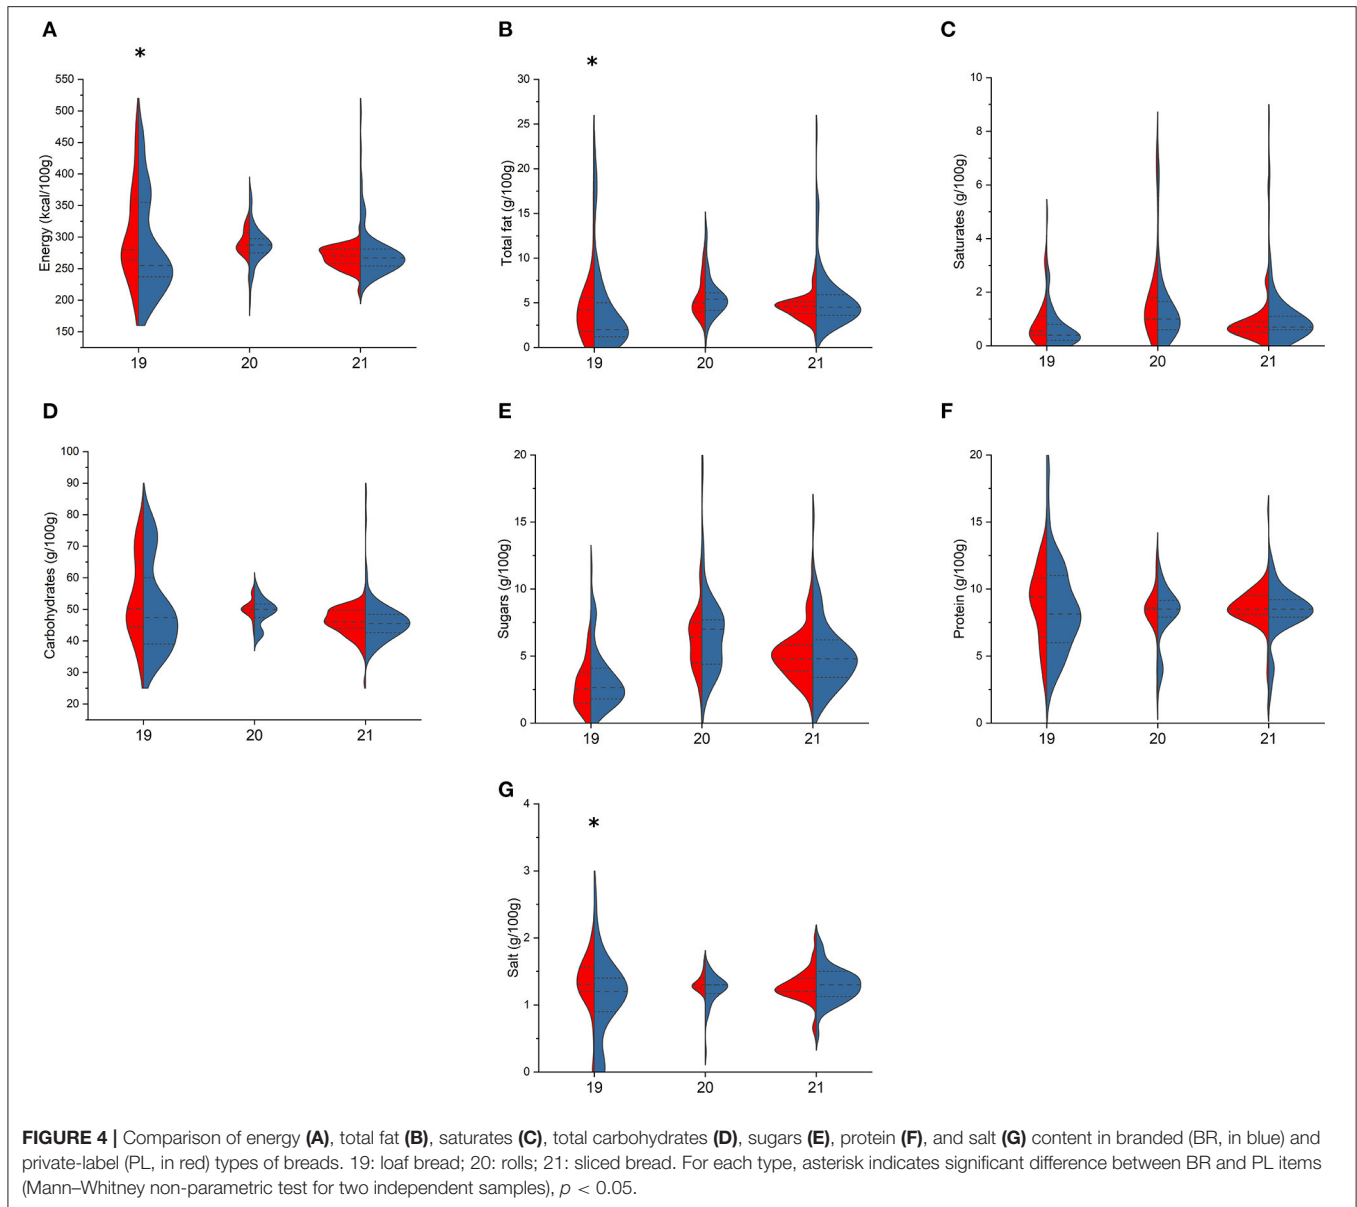 A
*
Energy (kcal/100g)
550
500
450
400
350
300
250
200
150
19 20 21
B
*
Total fat (g/100g)
30
25
20
15
10
5
0
19 20 21
C
Saturates (g/100g)
10
8
6
4
2
0
19 20 21
D
Carbohydrates (g/100g)
100
90
80
70
60
50
40
30
20
19 20 21
E
Sugars (g/100g)
20
15
10
5
0
19 20 21
F
Protein (g/100g)
20
15
10
5
0
19 20 21
G
*
Salt (g/100g)
4
3
2
1
0
19 20 21
FIGURE 4 | Comparison of energy (A), total fat (B), saturates (C), total carbohydrates (D), sugars (E), protein (F), and salt (G) content in branded (BR, in blue) and
private-label (PL, in red) types of breads. 19: loaf bread; 20: rolls; 21: sliced bread. For each type, asterisk indicates significant difference between BR and PL items
(Mann–Whitney non-parametric test for two independent samples), p < 0.05.